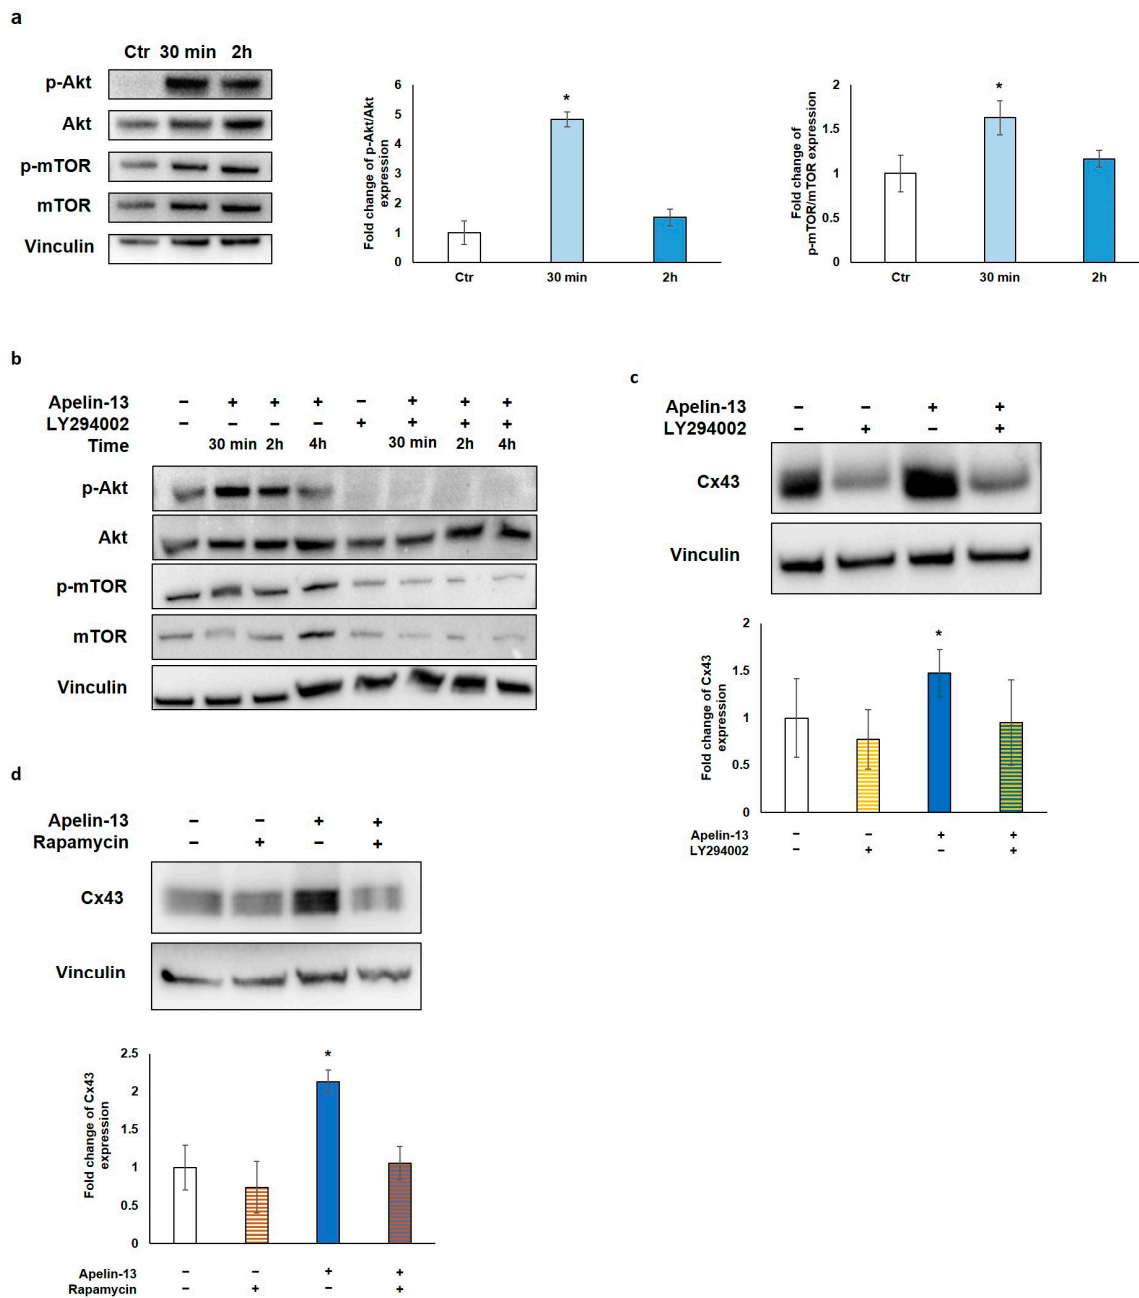 a
Ctr 30 min 2h
p-Akt
Akt
p-mTOR
mTOR
Vinculin
Fold change of p-Akt/Akt
expression
6
5
4
3
2
1
0
*
Ctr 30 min 2h
Fold change of
p-mTOR/mTOR expression
2
1.5
1
0.5
0
*
Ctr 30 min 2h
b
Apelin-13 − + + + − + + +
LY294002 − − − − + + + +
Time 30 min 2h 4h 30 min 2h 4h
p-Akt
Akt
p-mTOR
mTOR
Vinculin
c
Apelin-13 − − + +
LY294002 − + − +
Cx43
Vinculin
Fold change of Cx43
expression
2
1.5
1
0.5
0
*
Apelin-13 − − + +
LY294002 − + − +
d
Apelin-13 − − + +
Rapamycin − + − +
Cx43
Vinculin
Fold change of Cx43
expression
2.5
2
1.5
1
0.5
0
*
Apelin-13 − − + +
Rapamycin − + − +